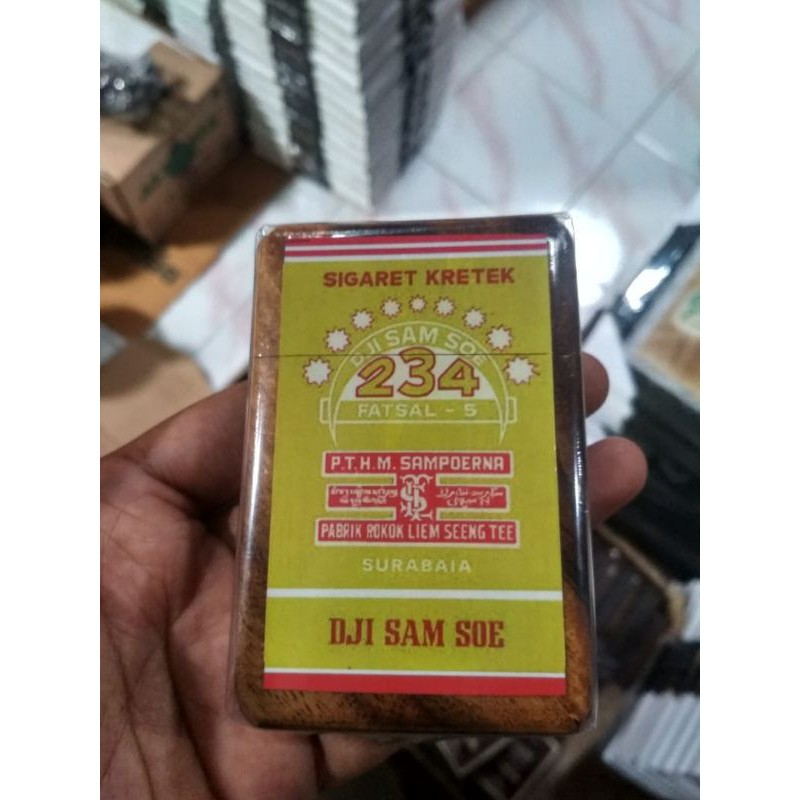 SIGARET KRETEK
DJI SAM SOE
234
FATSAL - 5
P.T.H.M. SAMPOERNA
PABRIK ROKOK LIEM SEENG TEE
SURABAIA
DJI SAM SOE